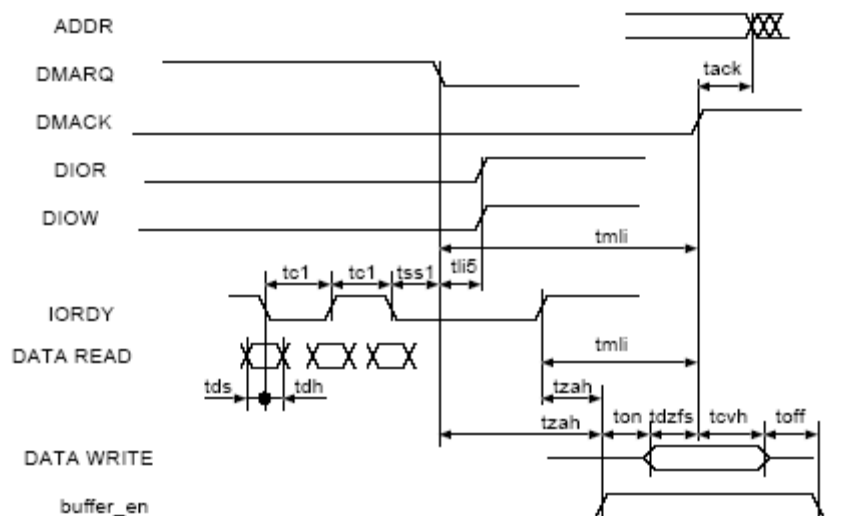 ADDR
DMARQ
tack
DMACK
DIOR
DIOW
tmli
tc1 tc1 tss1 tli5
IORDY
DATA READ
tmli
tds tdh
tzah
tzah ton tdzfs tcvh toff
DATA WRITE
buffer_en